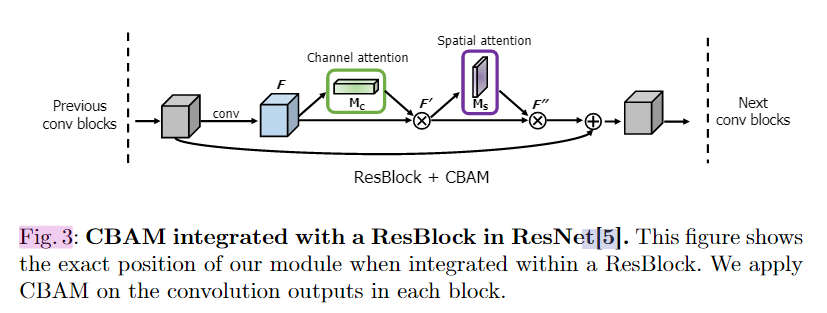 Spatial attention
Channel attention
F
Previous
conv blocks
conv
Mc
F′
Ms
F′′
Next
conv blocks
ResBlock + CBAM
Fig. 3: CBAM integrated with a ResBlock in ResNet[5]. This figure shows
the exact position of our module when integrated within a ResBlock. We apply
CBAM on the convolution outputs in each block.